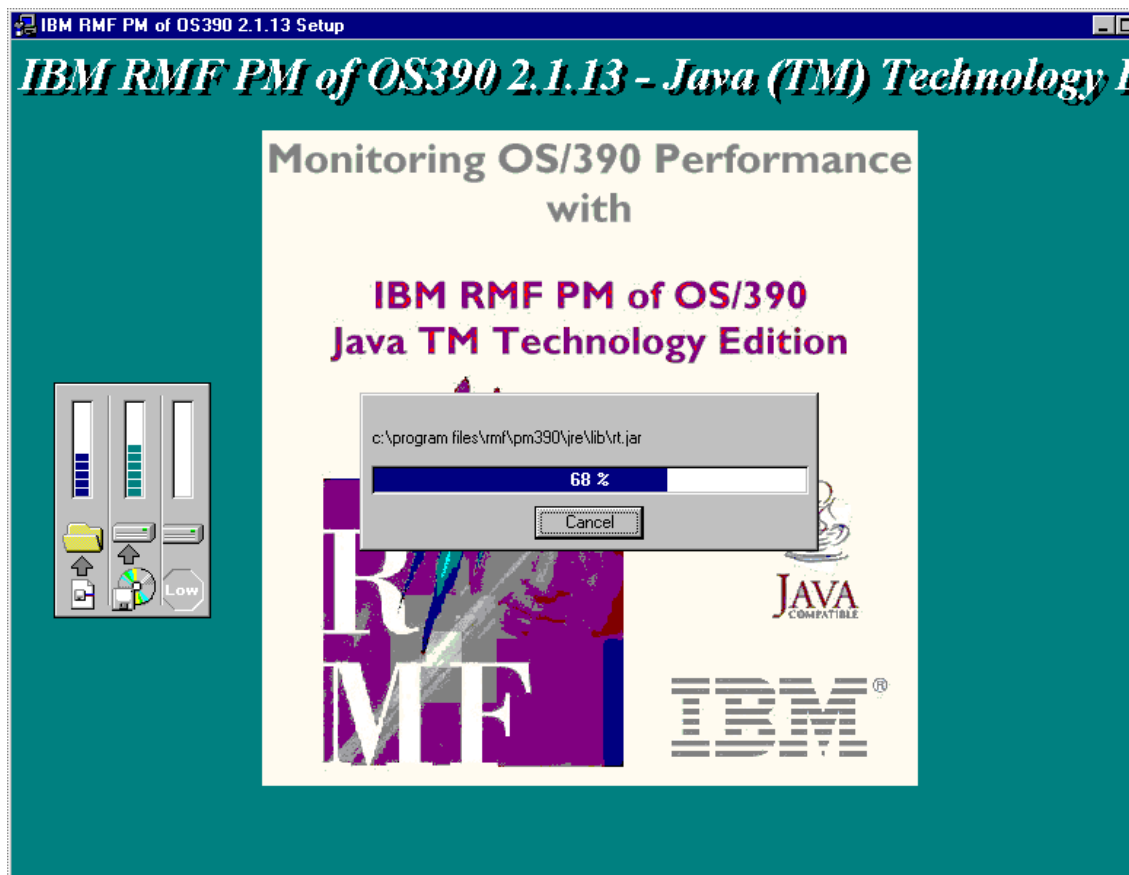 IBM RMF PM of OS390 2.1.13 Setup
IBM RMF PM of OS390 2.1.13 - Java (TM) Technology
Monitoring OS/390 Performance
with
IBM RMF PM of OS/390
Java TM Technology Edition
c:\program files\rmf\pm390\jre\lib\rt.jar
68 %
Cancel
Low
R
MF
JAVA
COMPATIBLE
IBM®